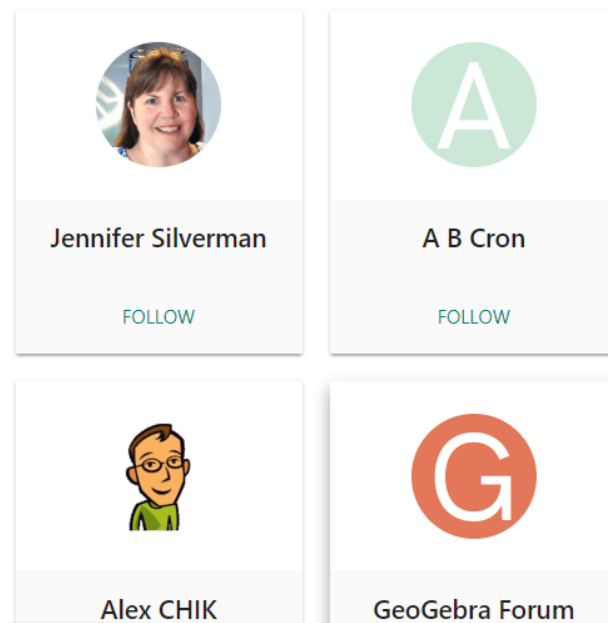 A
Jennifer Silverman
A B Cron
FOLLOW
FOLLOW
G
Alex CHIK
GeoGebra Forum